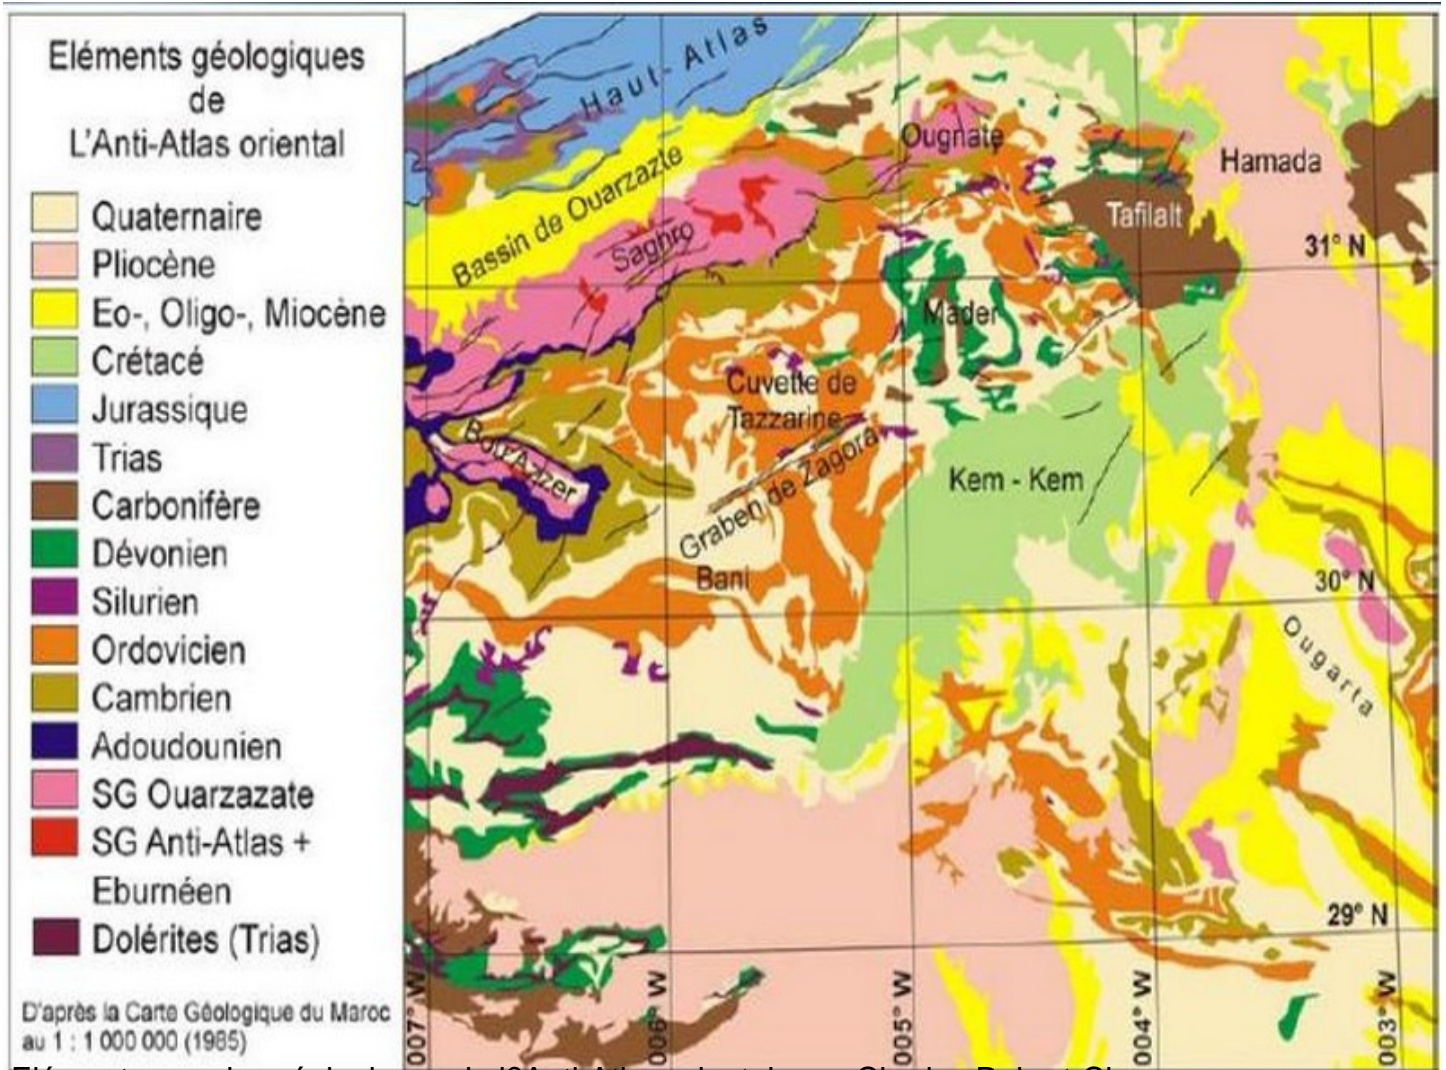 Eléments géologiques
de
L'Anti-Atlas oriental
Quaternaire
Pliocène
Eo-, Oligo-, Miocène
Crétacé
Jurassique
Trias
Carbonifère
Dévonien
Silurien
Ordovicien
Cambrien
Adoudounien
SG Ouarzazate
SG Anti-Atlas +
Eburnéen
Dolérites (Trias)
D'après la Carte Géologique du Maroc
au 1 : 1 000 000 (1985)
Haut-Atlas
Bassin de Ouarzazte
Saghro
Ougnate
Hamada
Tafilalt
31° N
Mader
Cuvette de
Tazzarine
Bou Azzer
Graben de Zagora
Kem - Kem
Bani
30° N
Ougarta
29° N
007° W
006° W
005° W
004° W
003° W